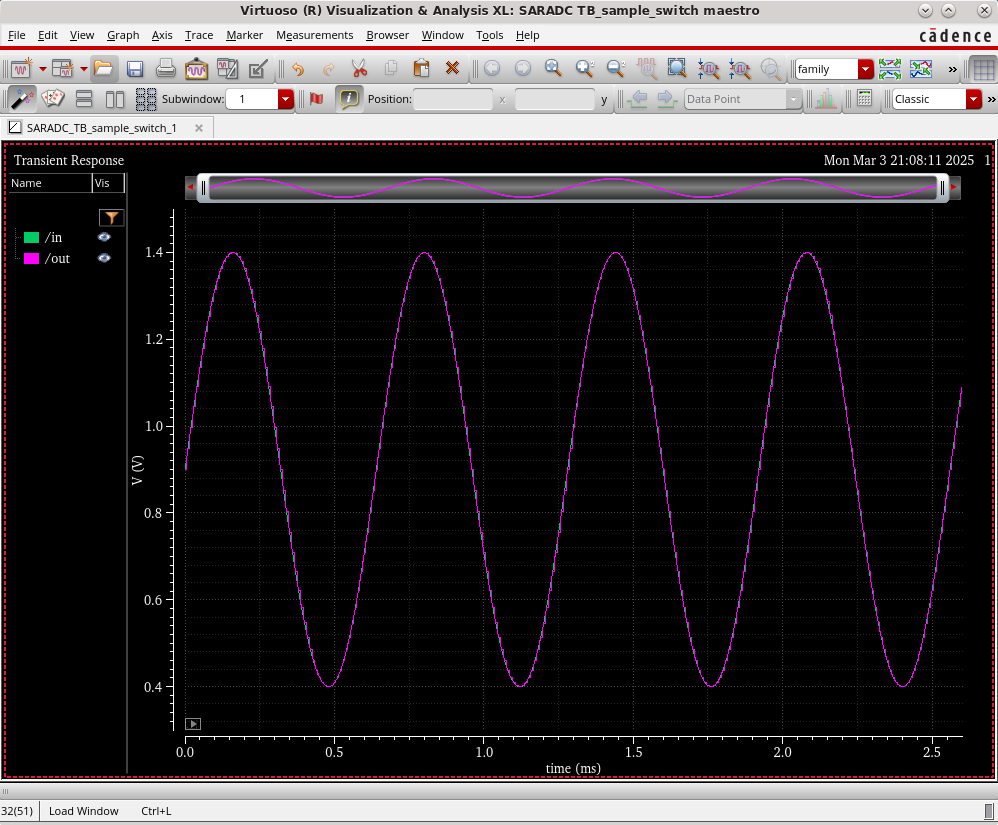 Virtuoso (R) Visualization & Analysis XL: SARADC TB_sample_switch maestro
File Edit View Graph Axis Trace Marker Measurements Browser Window Tools Help
cādence
family
»
Subwindow: 1
Position:
x
y
Data Point
Classic
»
SARADC_TB_sample_switch_1
Transient Response
Mon Mar 3 21:08:11 2025 1
Name Vis
/in
/out
1.4
1.2
1.0
0.8
0.6
0.4
V (V)
0.0 0.5 1.0 1.5 2.0 2.5
time (ms)
32(51) Load Window Ctrl+L